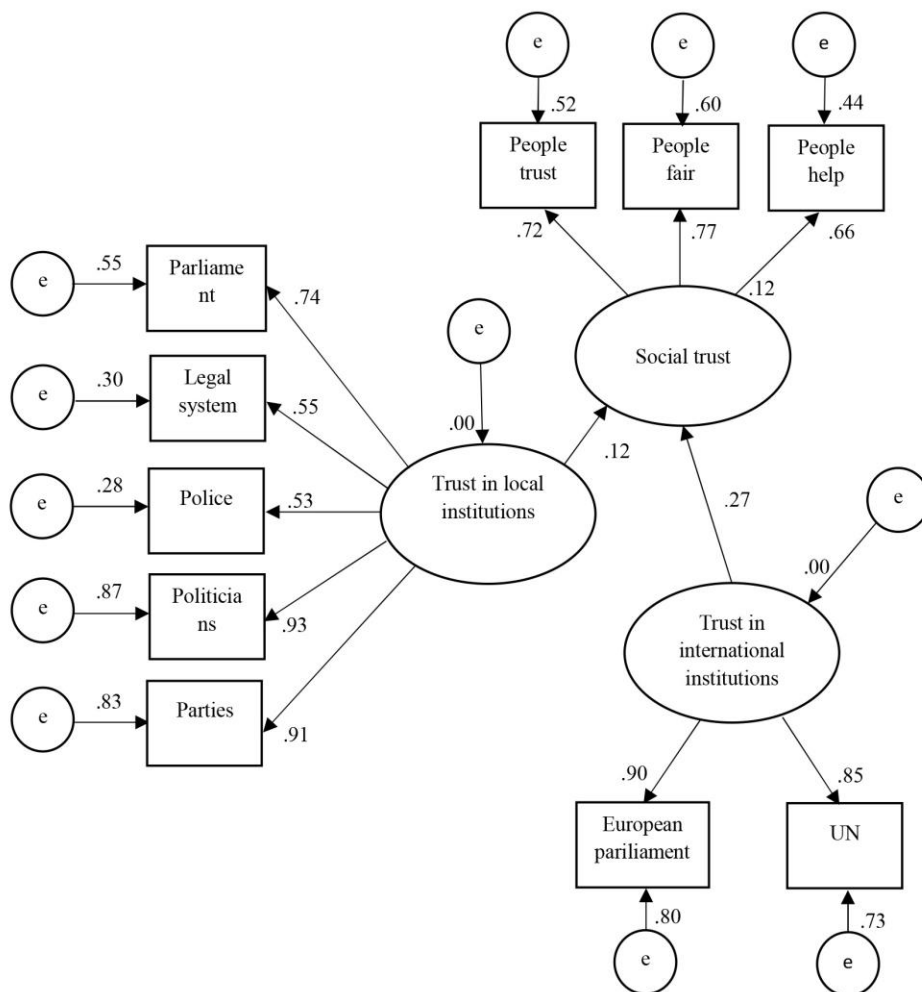 e
e
e
.52
.60
.44
People
trust
People
fair
People
help
.72
.77
.66
.12
e
.55
Parliame
nt
.74
e
Social trust
e
.30
Legal
system
.55
.00
.12
Trust in local
institutions
e
.28
Police
.53
.27
e
e
.87
Politicia
ns
.93
.00
Trust in
international
institutions
e
.83
Parties
.91
.90
.85
European
pariliament
UN
.80
.73
e
e